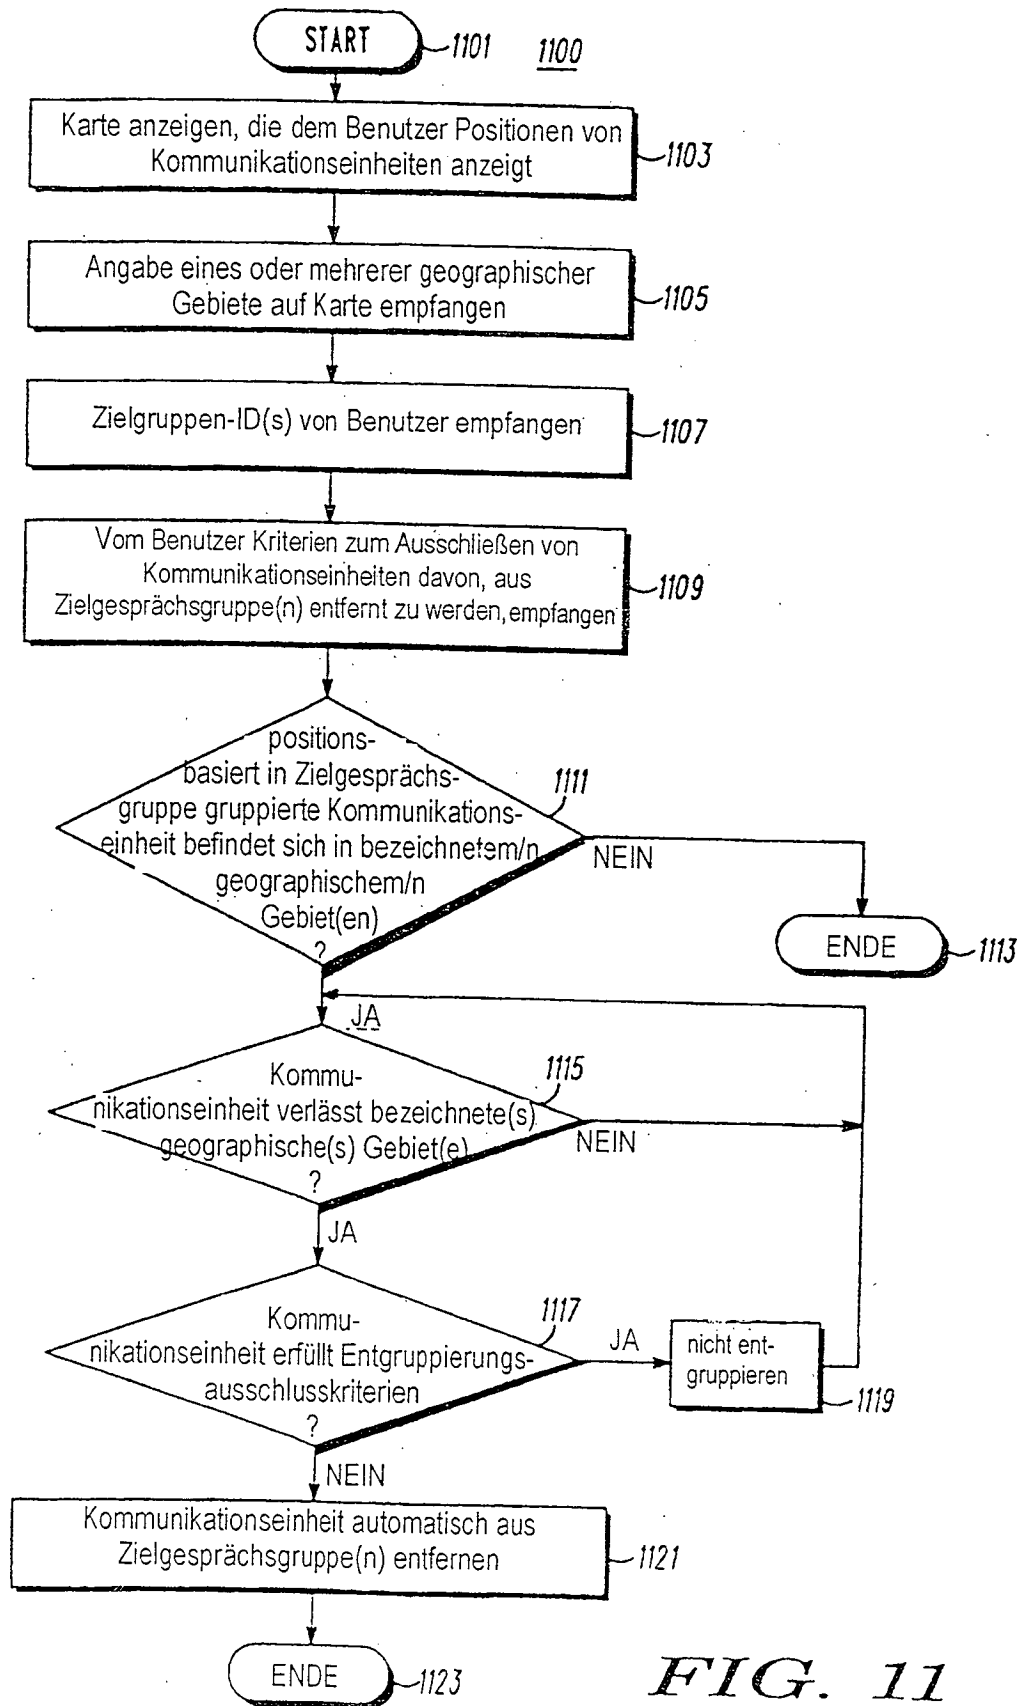 START
1101
1100
Karte anzeigen, die dem Benutzer Positionen von
Kommunikationseinheiten anzeigt
1103
Angabe eines oder mehrerer geographischer
Gebiete auf Karte empfangen
1105
Zielgruppen-ID(s) von Benutzer empfangen
1107
Vom Benutzer Kriterien zum Ausschließen von
Kommunikationseinheiten davon, aus
Zielgesprächsgruppe(n) entfernt zu werden, empfangen
1109
positions-
basiert in Zielgesprächs-
gruppe gruppierte Kommunikations-
einheit befindet sich in bezeichnetem/n
geographischem/n
Gebiet(en)
?
1111
NEIN
ENDE
1113
JA
Kommu-
nikationseinheit verlässt bezeichnete(s)
geographische(s) Gebiet(e)
?
1115
NEIN
JA
Kommu-
nikationseinheit erfüllt Entgruppierungs-
ausschlusskriterien
?
1117
JA
nicht ent-
gruppieren
1119
NEIN
Kommunikationseinheit automatisch aus
Zielgesprächsgruppe(n) entfernen
1121
ENDE
1123
FIG. 11